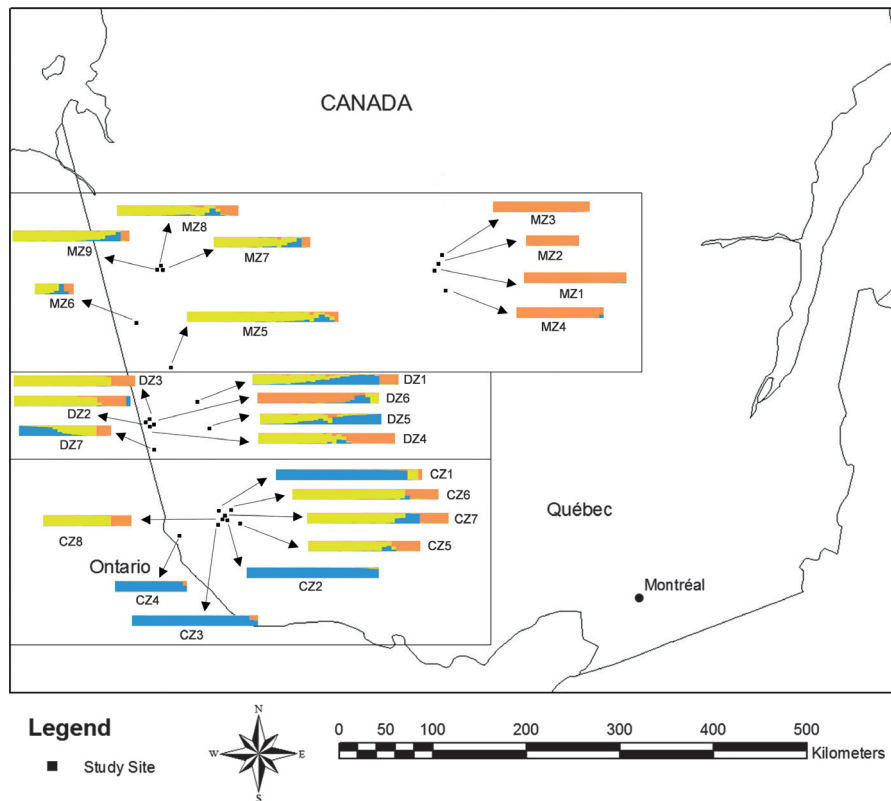 CANADA
MZ8
MZ3
MZ9
MZ7
MZ2
MZ6
MZ1
MZ5
MZ4
DZ3
DZ1
DZ2
DZ6
DZ5
DZ7
DZ4
CZ1
CZ6
CZ8
CZ7
CZ5
Québec
Ontario
CZ4
CZ2
Montréal
CZ3
Legend
Study Site
N
W
E
S
0 50 100 200 300 400 500
Kilometers